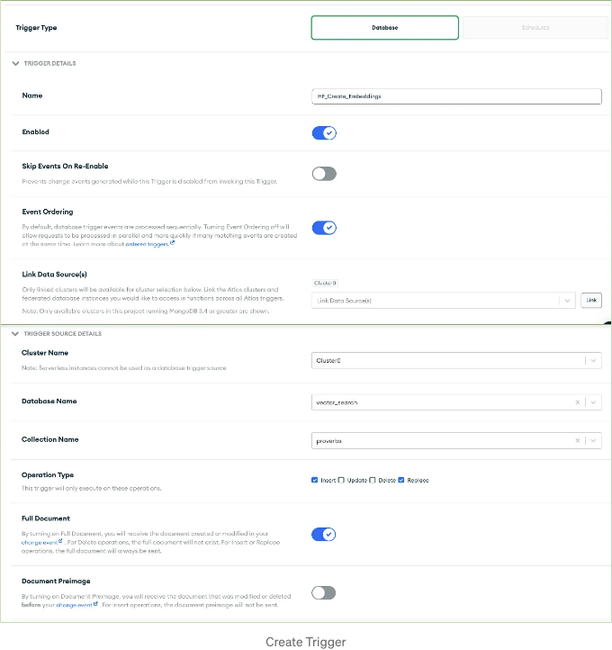 Trigger Type
Database
Scheduled
TRIGGER DETAILS
Name
HF_Create_Embeddings
Enabled
Skip Events On Re-Enable
Prevents change events generated while this Trigger is disabled from invoking this Trigger.
Event Ordering
By default, database trigger events are processed sequentially. Turning Event Ordering off will
allow requests to be processed in parallel and more quickly if many matching events are created
at the same time. Learn more about ordered triggers.
Link Data Source(s)
Only linked clusters will be available for cluster selection below. Link the Atlas clusters and
federated database instances you would like to access in functions across all Atlas triggers.
Note: Only available clusters in this project running MongoDB 3.4 or greater are shown.
Cluster0
Link Data Source(s)
Link
TRIGGER SOURCE DETAILS
Cluster Name
Note: Serverless instances cannot be used as a database trigger source
Cluster0
Database Name
vector_search
Collection Name
proverbs
Operation Type
This trigger will only execute on these operations.
Insert Update Delete Replace
Full Document
By turning on Full Document, you will receive the document created or modified in your
change event. For Delete operations, the full document will not exist. For Insert or Replace
operations, the full document will always be sent.
Document Preimage
By turning on Document Preimage, you will receive the document that was modified or deleted
before your change event. For insert operations, the document preimage will not be sent.
Create Trigger